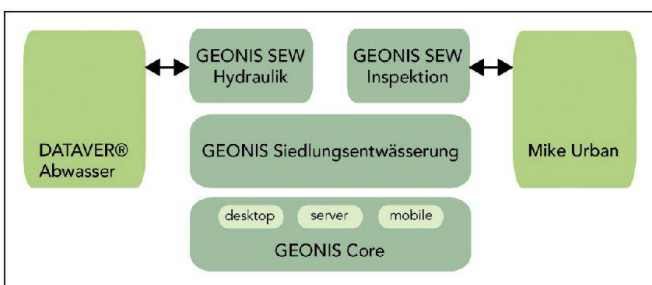 GEONIS SEW
Hydraulik
GEONIS SEW
Inspektion
DATAVER®
Abwasser
GEONIS Siedlungsentwässerung
Mike Urban
desktop
server
mobile
GEONIS Core